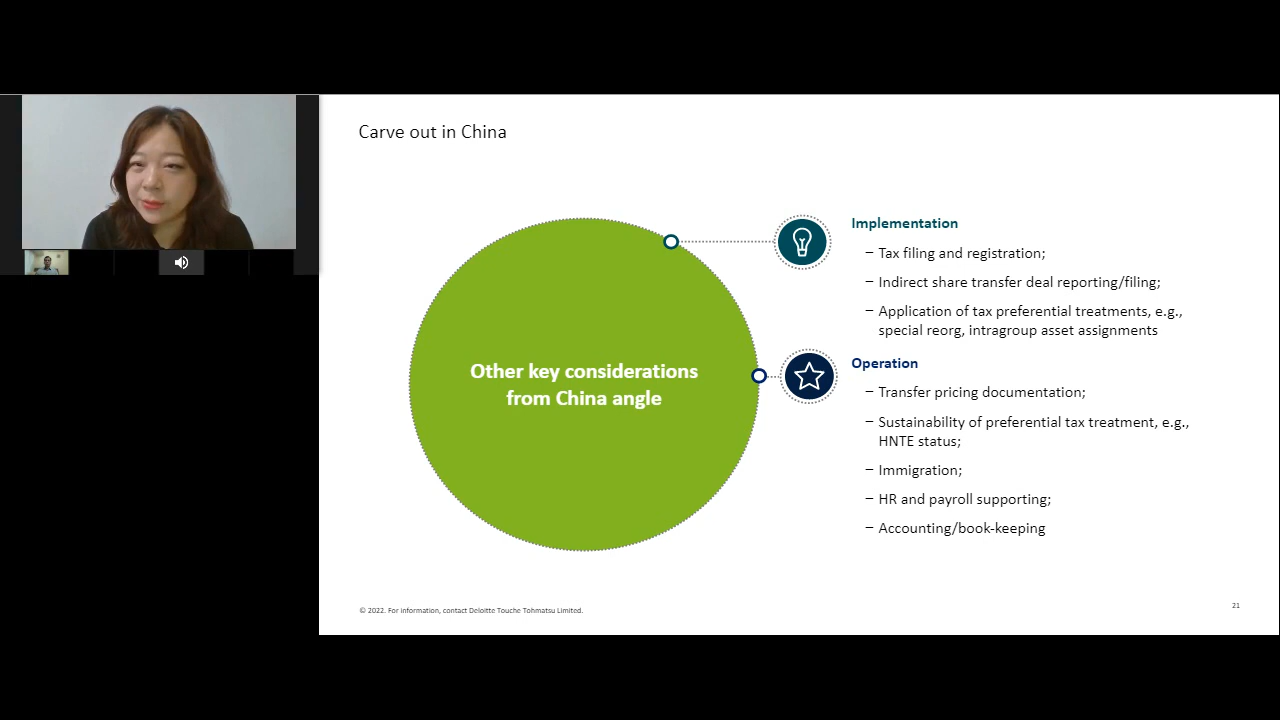 Carve out in China
Other key considerations
from China angle
Implementation
– Tax filing and registration;
– Indirect share transfer deal reporting/filing;
– Application of tax preferential treatments, e.g.,
special reorg, intragroup asset assignments
Operation
– Transfer pricing documentation;
– Sustainability of preferential tax treatment, e.g.,
HNTE status;
– Immigration;
– HR and payroll supporting;
– Accounting/book-keeping
© 2022. For information, contact Deloitte Touche Tohmatsu Limited.
21